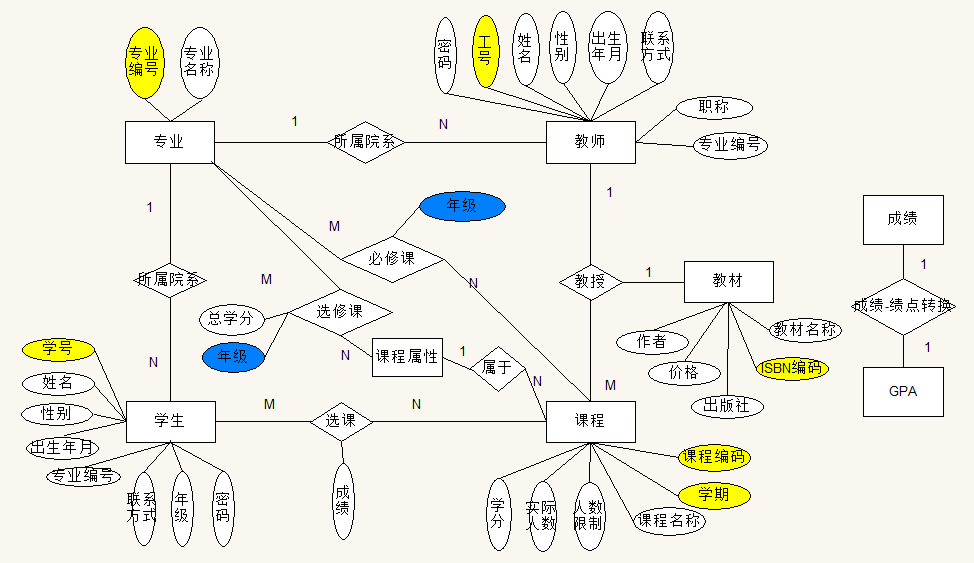 专业
编号
专业
名称
密
码
工
号
姓
名
性
别
出生
年月
联系
方式
职称
专业编号
专业
1
所属院系
N
教师
1
M
年级
必修课
1
成绩
所属院系
M
N
教授
1
教材
1
总学分
选修课
成绩-绩点转换
年级
N
课程属性
1
属于
N
作者
价格
出版社
教材名称
ISBN编码
1
GPA
学号
姓名
性别
出生年月
专业编号
N
学生
M
选课
N
M
课程
联系
方式
年
级
密
码
成
绩
学
分
实际
人数
人数
限制
课程编码
学期
课程名称